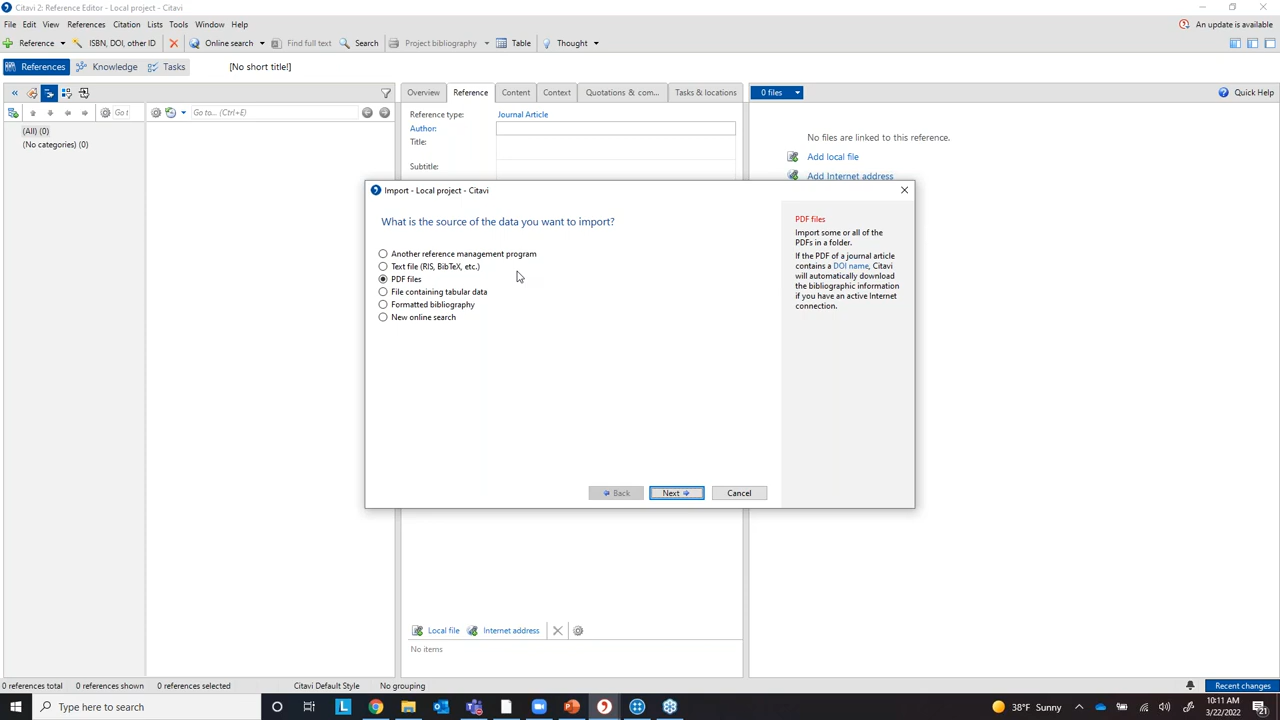 Citavi 2: Reference Editor - Local project - Citavi
File Edit View References Citation Lists Tools Window Help
An update is available
Reference ISBN, DOI, other ID Online search Find full text Search Project bibliography Table Thought
References Knowledge Tasks [No short title!]
Overview Reference Content Context Quotations & com... Tasks & locations 0 files Quick Help
Go t Go to... (Ctrl+E)
(All) (0)
(No categories) (0)
Reference type: Journal Article
Author:
Title:
Subtitle:
No files are linked to this reference.
Add local file
Add Internet address
Import - Local project - Citavi
What is the source of the data you want to import?
Another reference management program
Text file (RIS, BibTeX, etc.)
PDF files
File containing tabular data
Formatted bibliography
New online search
PDF files
Import some or all of the
PDFs in a folder.
If the PDF of a journal article
contains a DOI name, Citavi
will automatically download
the bibliographic information
if you have an active Internet
connection.
Back Next Cancel
Local file Internet address
No items
0 references total 0 references shown 0 references selected Citavi Default Style No grouping Recent changes
Type here to search
38°F Sunny
10:11 AM
3/22/2022